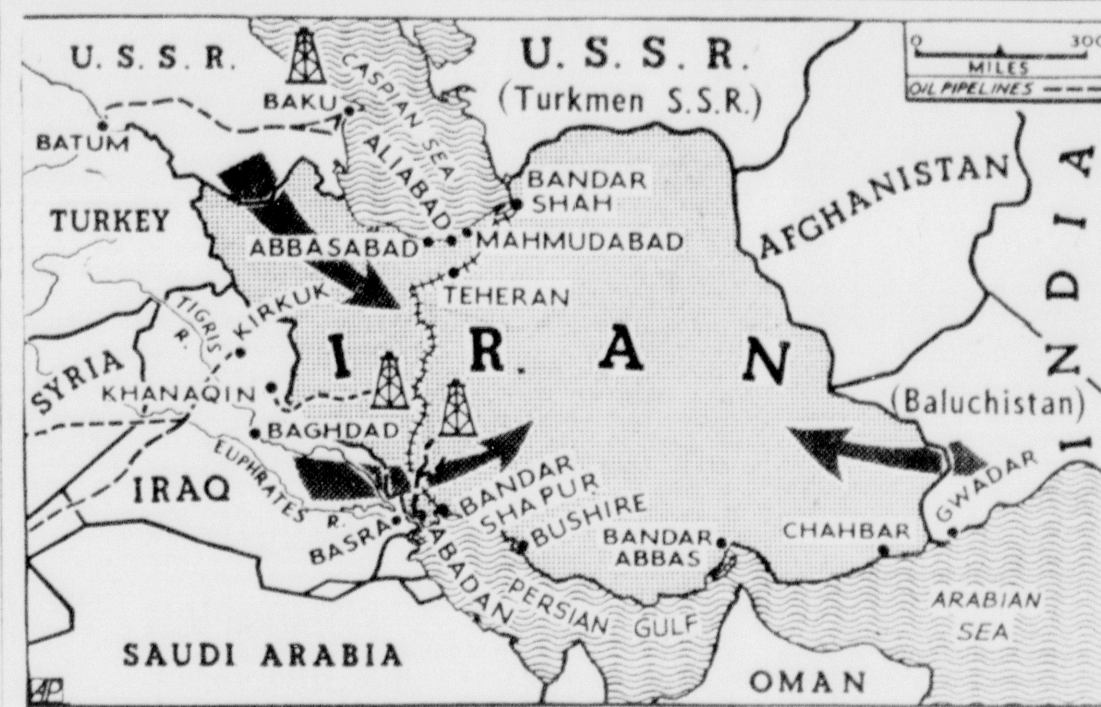 U.S.S.R.
U.S.S.R.
(Turkmen S.S.R.)
0 300
MILES
OIL PIPELINES
CASPIAN SEA
BAKU
BATUM
ALIABAD
BANDAR
SHAH
TURKEY
ABBASABAD
MAHMUDABAD
TEHERAN
AFGHANISTAN
INDIA
TIGRIS
R.
KIRKUK
IRAN
SYRIA
KHANAQIN
(Baluchistan)
BAGHDAD
EUPHRATES R.
IRAQ
BASRA
ABADAN
BANDAR
SHAPUR
BUSHIRE
BANDAR
ABBAS
CHAHBAR
GWADAR
PERSIAN GULF
ARABIAN
SEA
SAUDI ARABIA
OMAN
AP